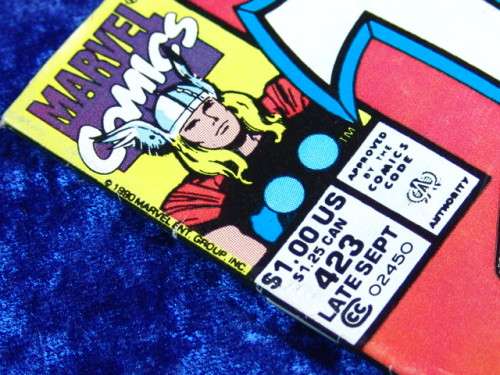 MARVEL
COMICS
TM
© 1990 MARVEL ENT. GROUP, INC.
$1.00 US
$1.25 CAN
423
LATE SEPT
CC 02450
APPROVED
BY THE
COMICS
CODE
AUTHORITY